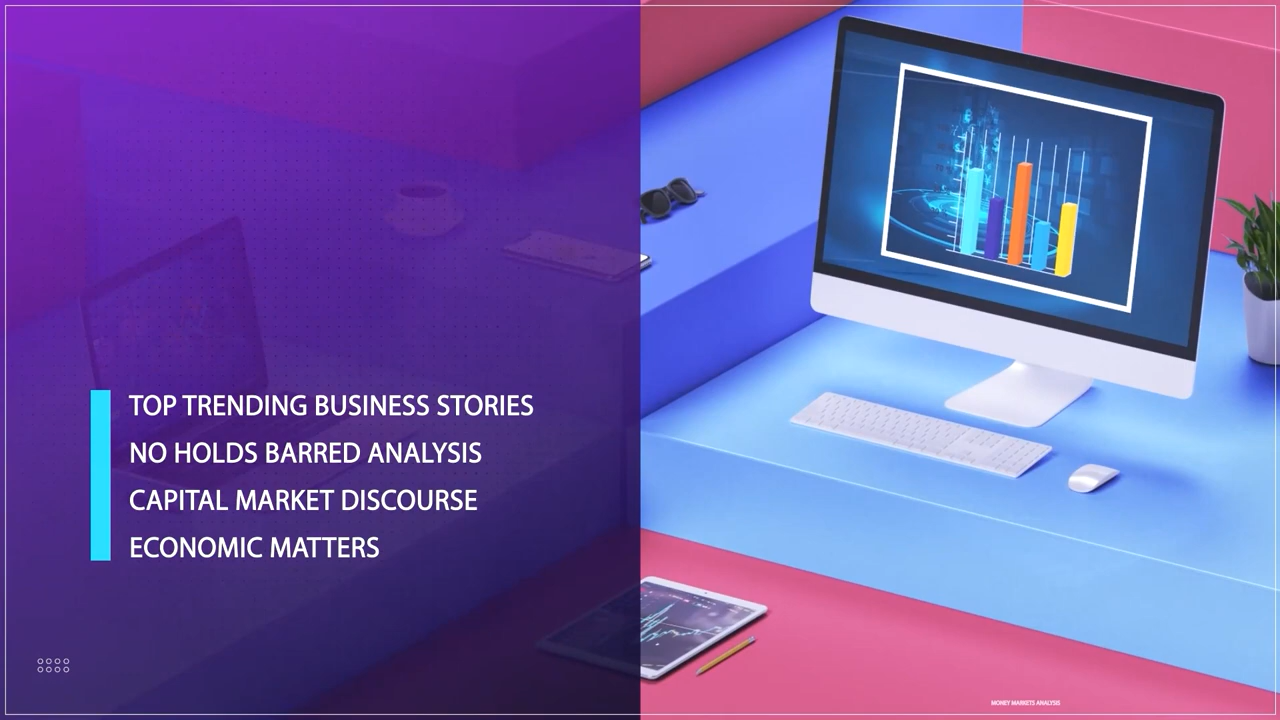 TOP TRENDING BUSINESS STORIES
NO HOLDS BARRED ANALYSIS
CAPITAL MARKET DISCOURSE
ECONOMIC MATTERS
MONEY MARKETS ANALYSIS